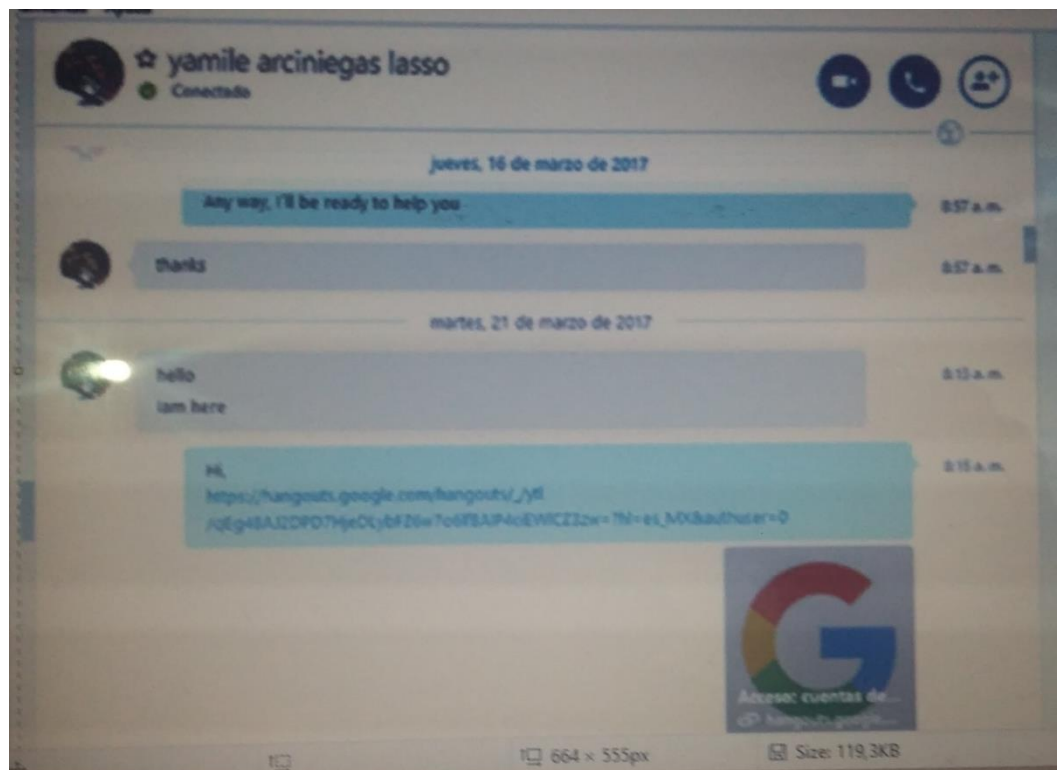 yamile arciniegas lasso
Conectado
jueves, 16 de marzo de 2017
Any way, I'll be ready to help you
8:57 a.m.
thanks
8:57 a.m.
martes, 21 de marzo de 2017
hello
8:13 a.m.
iam here
Hi,
8:15 a.m.
https://hangouts.google.com/hangouts/_/ytl
Acceso: cuentas de...
hangouts.google....
664 × 555px
Size: 119,3KB